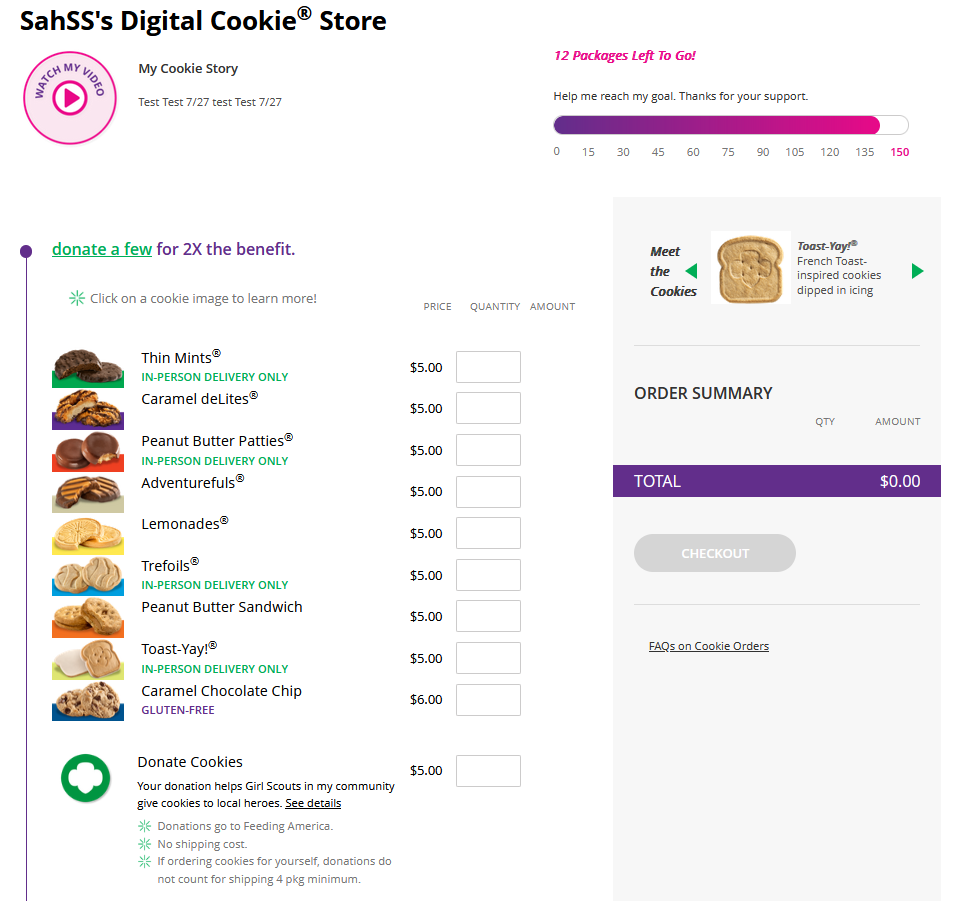 SahSS's Digital Cookie® Store
WATCH MY VIDEO
My Cookie Story
Test Test 7/27 test Test 7/27
12 Packages Left To Go!
Help me reach my goal. Thanks for your support.
0 15 30 45 60 75 90 105 120 135 150
donate a few for 2X the benefit.
Click on a cookie image to learn more!
PRICE QUANTITY AMOUNT
Thin Mints® $5.00
IN-PERSON DELIVERY ONLY
Caramel deLites® $5.00
Peanut Butter Patties® $5.00
IN-PERSON DELIVERY ONLY
Adventurefuls® $5.00
Lemonades® $5.00
Trefoils® $5.00
IN-PERSON DELIVERY ONLY
Peanut Butter Sandwich $5.00
Toast-Yay!® $5.00
IN-PERSON DELIVERY ONLY
Caramel Chocolate Chip $6.00
GLUTEN-FREE
Donate Cookies $5.00
Your donation helps Girl Scouts in my community
give cookies to local heroes. See details
Donations go to Feeding America.
No shipping cost.
If ordering cookies for yourself, donations do
not count for shipping 4 pkg minimum.
Meet
the
Cookies
Toast-Yay!®
French Toast-
inspired cookies
dipped in icing
ORDER SUMMARY
QTY AMOUNT
TOTAL $0.00
CHECKOUT
FAQs on Cookie Orders